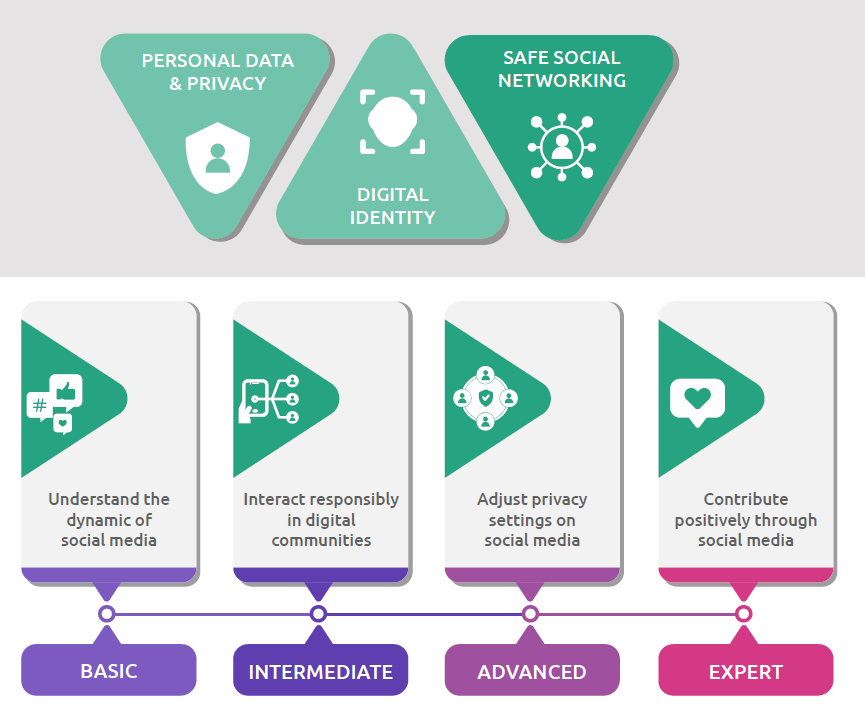 PERSONAL DATA
& PRIVACY
DIGITAL
IDENTITY
SAFE SOCIAL
NETWORKING
#
Understand the
dynamic of
social media
Interact responsibly
in digital
communities
Adjust privacy
settings on
social media
Contribute
positively through
social media
BASIC
INTERMEDIATE
ADVANCED
EXPERT